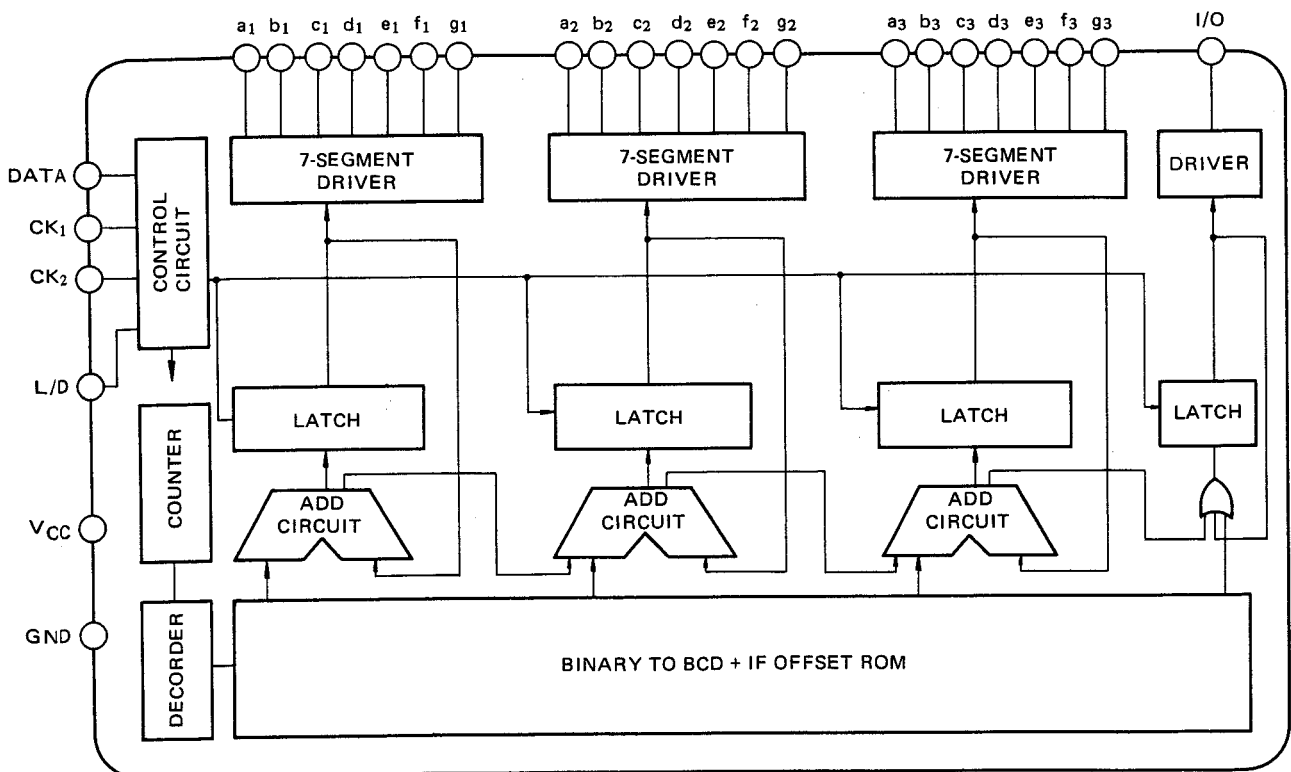 a₁ b₁ c₁ d₁ e₁ f₁ g₁
a₂ b₂ c₂ d₂ e₂ f₂ g₂
a₃ b₃ c₃ d₃ e₃ f₃ g₃
I/O
7-SEGMENT
DRIVER
7-SEGMENT
DRIVER
7-SEGMENT
DRIVER
DRIVER
DATA
CK₁
CK₂
L/D
VCC
GND
CONTROL
CIRCUIT
COUNTER
DECORDER
LATCH
LATCH
LATCH
LATCH
ADD
CIRCUIT
ADD
CIRCUIT
ADD
CIRCUIT
BINARY TO BCD + IF OFFSET ROM